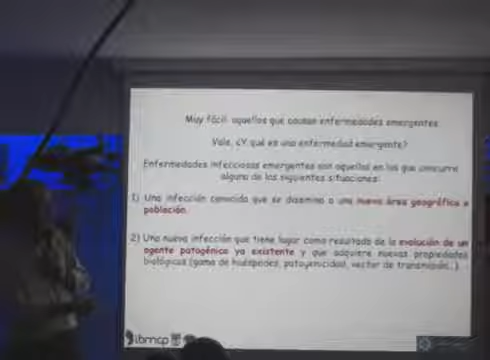 Muy fácil: aquellos que causan enfermedades emergentes
Vale, ¿Y qué es una enfermedad emergente?
Enfermedades infecciosas emergentes son aquellas en las que concurre
alguna de las siguientes situaciones:
1) Una infección conocida que se disemina a una nueva área geográfica o
población.
2) Una nueva infección que tiene lugar como resultado de la evolución de un
agente patogénico ya existente y que adquiere nuevas propiedades
biológicas (gama de huéspedes, patogenicidad, vector de transmisión...)
ibmcp